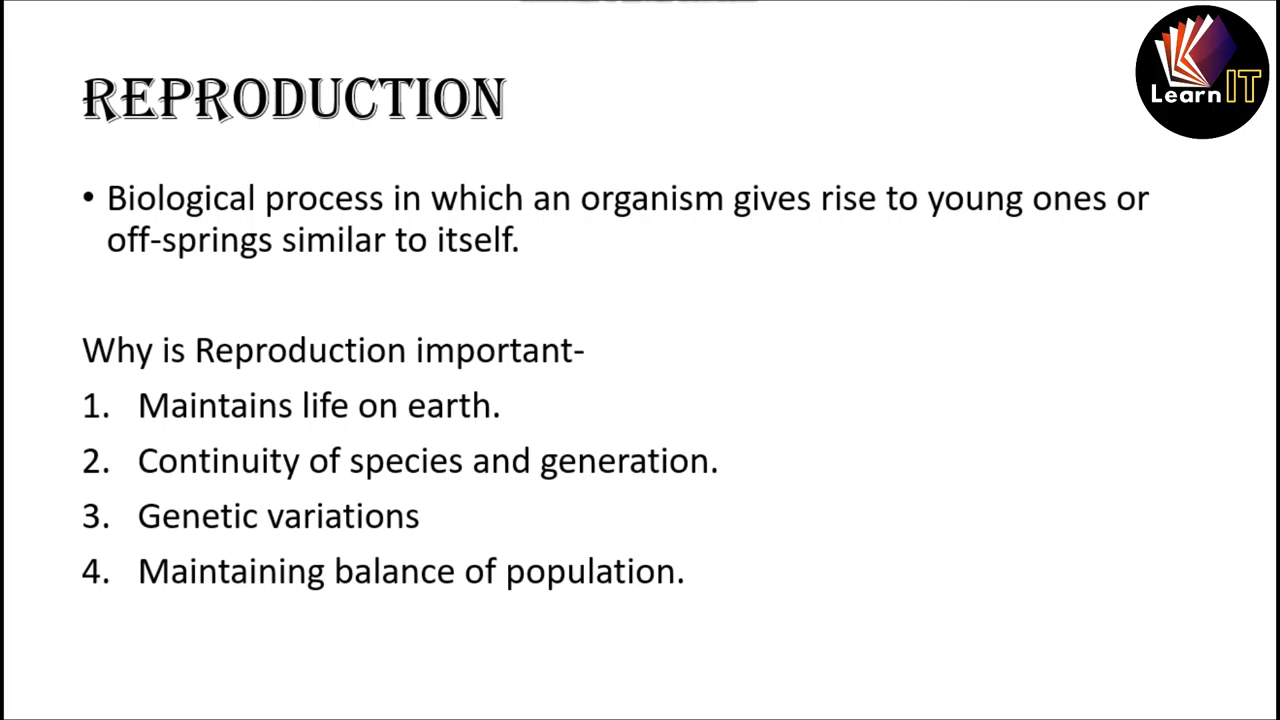 REPRODUCTION
Learn IT
• Biological process in which an organism gives rise to young ones or
off-springs similar to itself.
Why is Reproduction important-
1. Maintains life on earth.
2. Continuity of species and generation.
3. Genetic variations
4. Maintaining balance of population.